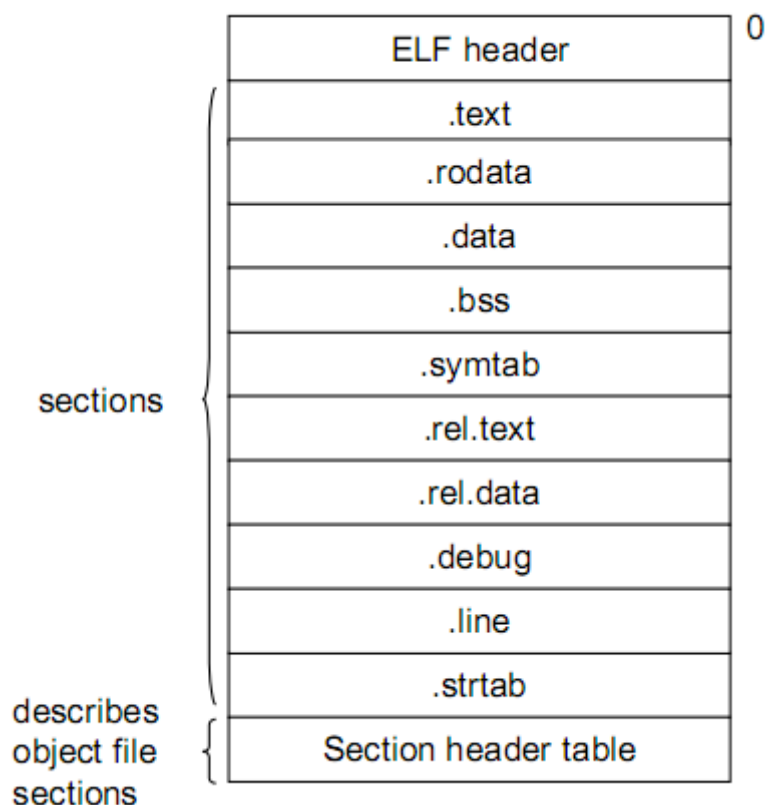 0
ELF header
.text
.rodata
.data
.bss
.symtab
.rel.text
.rel.data
.debug
.line
.strtab
Section header table
sections
describes
object file
sections